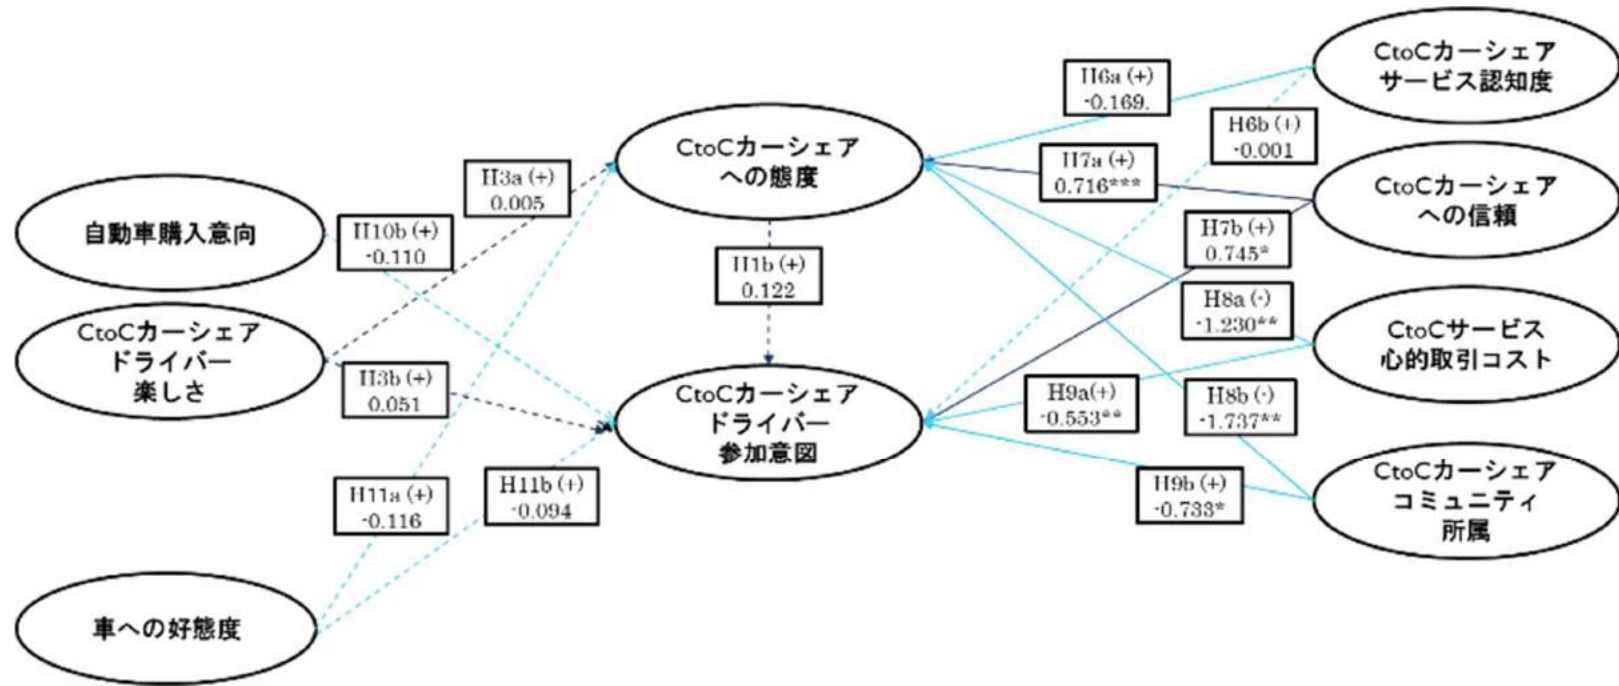 CtoCカーシェア
サービス認知度
H6a (+)
-0.169.
H6b (+)
-0.001
CtoCカーシェア
への態度
H7a (+)
0.716***
CtoCカーシェア
への信頼
H3a (+)
0.005
自動車購入意向
H10b (+)
-0.110
H7b (+)
0.745*
H1b (+)
0.122
H8a (-)
-1.230**
CtoCカーシェア
ドライバー
楽しさ
CtoCサービス
心的取引コスト
H3b (+)
0.051
CtoCカーシェア
ドライバー
参加意図
H9a(+)
-0.553**
H8b (-)
-1.737**
H11a (+)
-0.116
H11b (+)
-0.094
H9b (+)
-0.733*
CtoCカーシェア
コミュニティ
所属
車への好態度